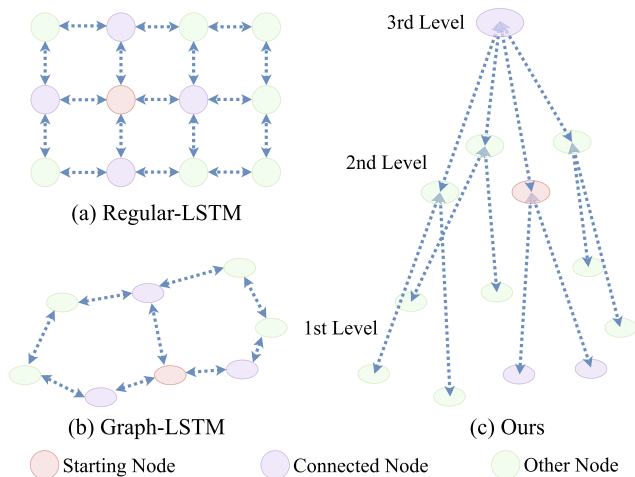 3rd Level
2nd Level
(a) Regular-LSTM
1st Level
(b) Graph-LSTM
(c) Ours
Starting Node
Connected Node
Other Node